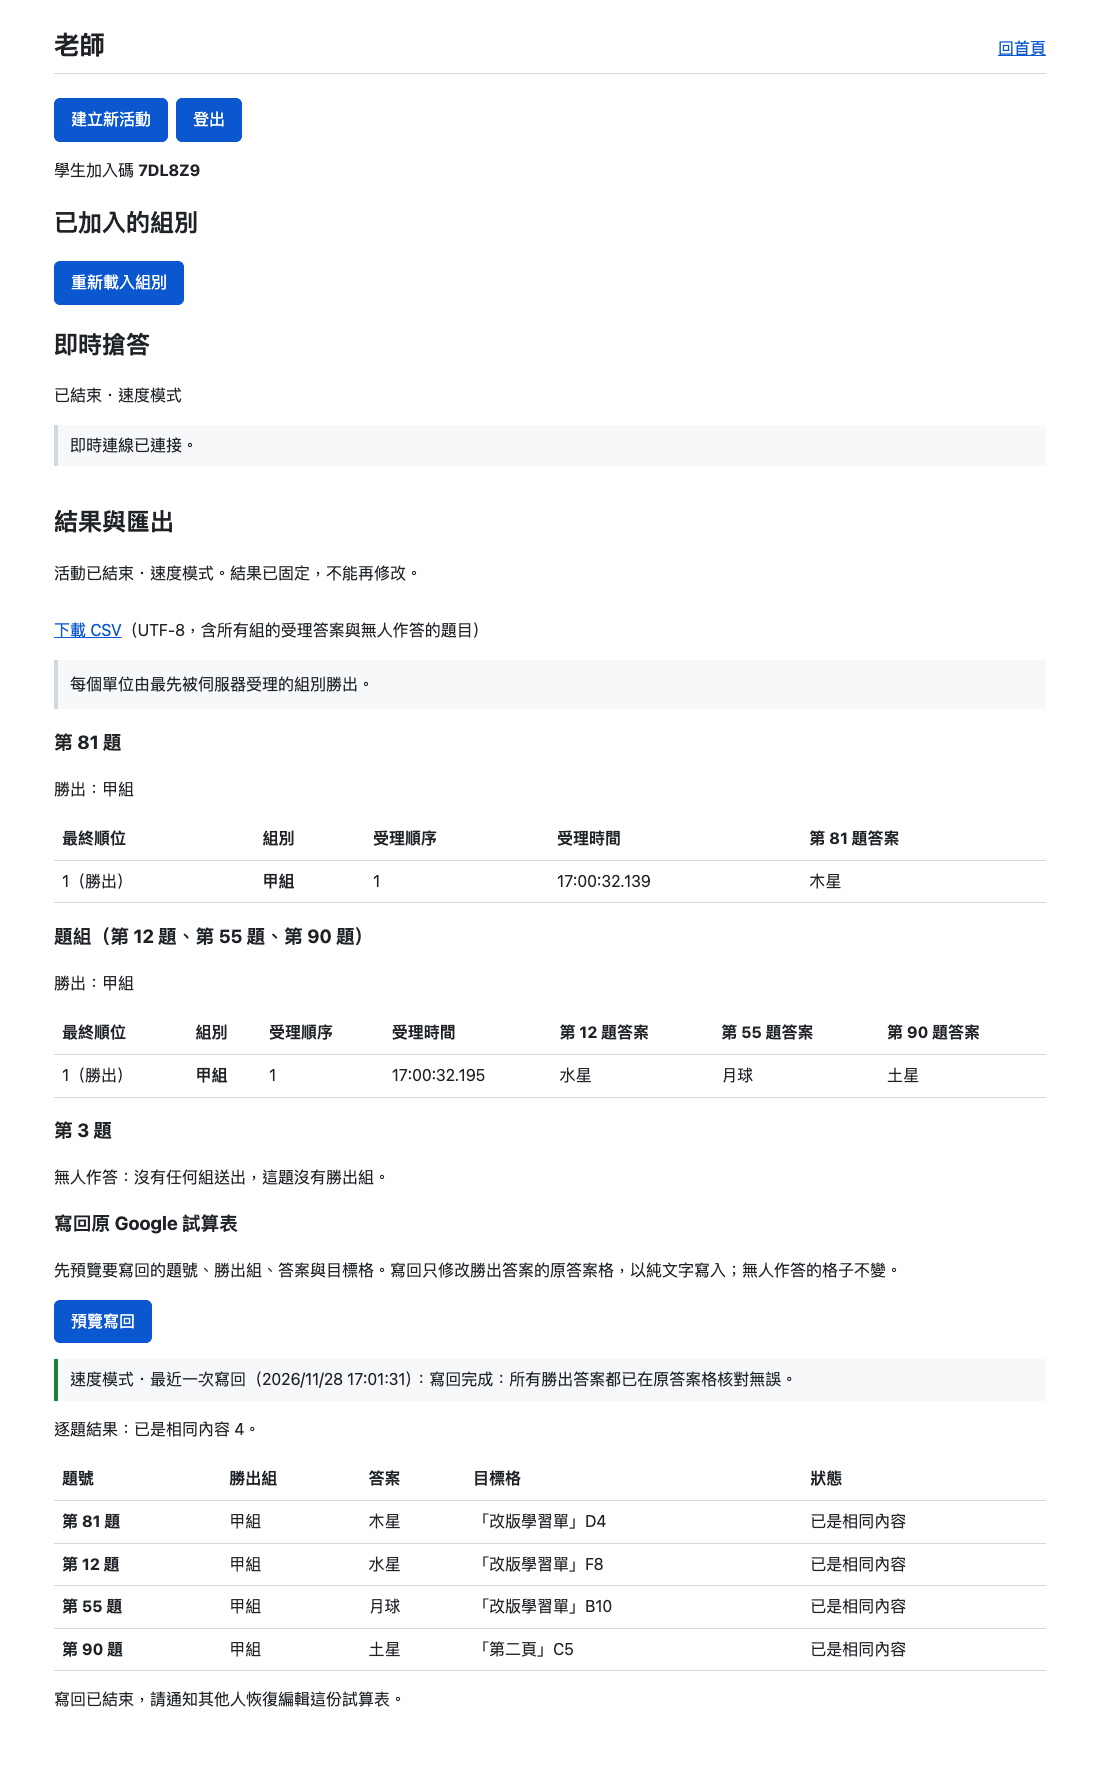 老師
回首頁
建立新活動 登出
學生加入碼 7DL8Z9
已加入的組別
重新載入組別
即時搶答
已結束・速度模式
即時連線已連接。
結果與匯出
活動已結束・速度模式。結果已固定，不能再修改。
下載 CSV（UTF-8，含所有組的受理答案與無人作答的題目）
每個單位由最先被伺服器受理的組別勝出。
第 81 題
勝出：甲組
最終順位 組別 受理順序 受理時間 第 81 題答案
1（勝出） 甲組 1 17:00:32.139 木星
題組（第 12 題、第 55 題、第 90 題）
勝出：甲組
最終順位 組別 受理順序 受理時間 第 12 題答案 第 55 題答案 第 90 題答案
1（勝出） 甲組 1 17:00:32.195 水星 月球 土星
第 3 題
無人作答：沒有任何組送出，這題沒有勝出組。
寫回原 Google 試算表
先預覽要寫回的題號、勝出組、答案與目標格。寫回只修改勝出答案的原答案格，以純文字寫入；無人作答的格子不變。
預覽寫回
速度模式・最近一次寫回（2026/11/28 17:01:31）：寫回完成：所有勝出答案都已在原答案格核對無誤。
逐題結果：已是相同內容 4。
題號 勝出組 答案 目標格 狀態
第 81 題 甲組 木星 「改版學習單」D4 已是相同內容
第 12 題 甲組 水星 「改版學習單」F8 已是相同內容
第 55 題 甲組 月球 「改版學習單」B10 已是相同內容
第 90 題 甲組 土星 「第二頁」C5 已是相同內容
寫回已結束，請通知其他人恢復編輯這份試算表。